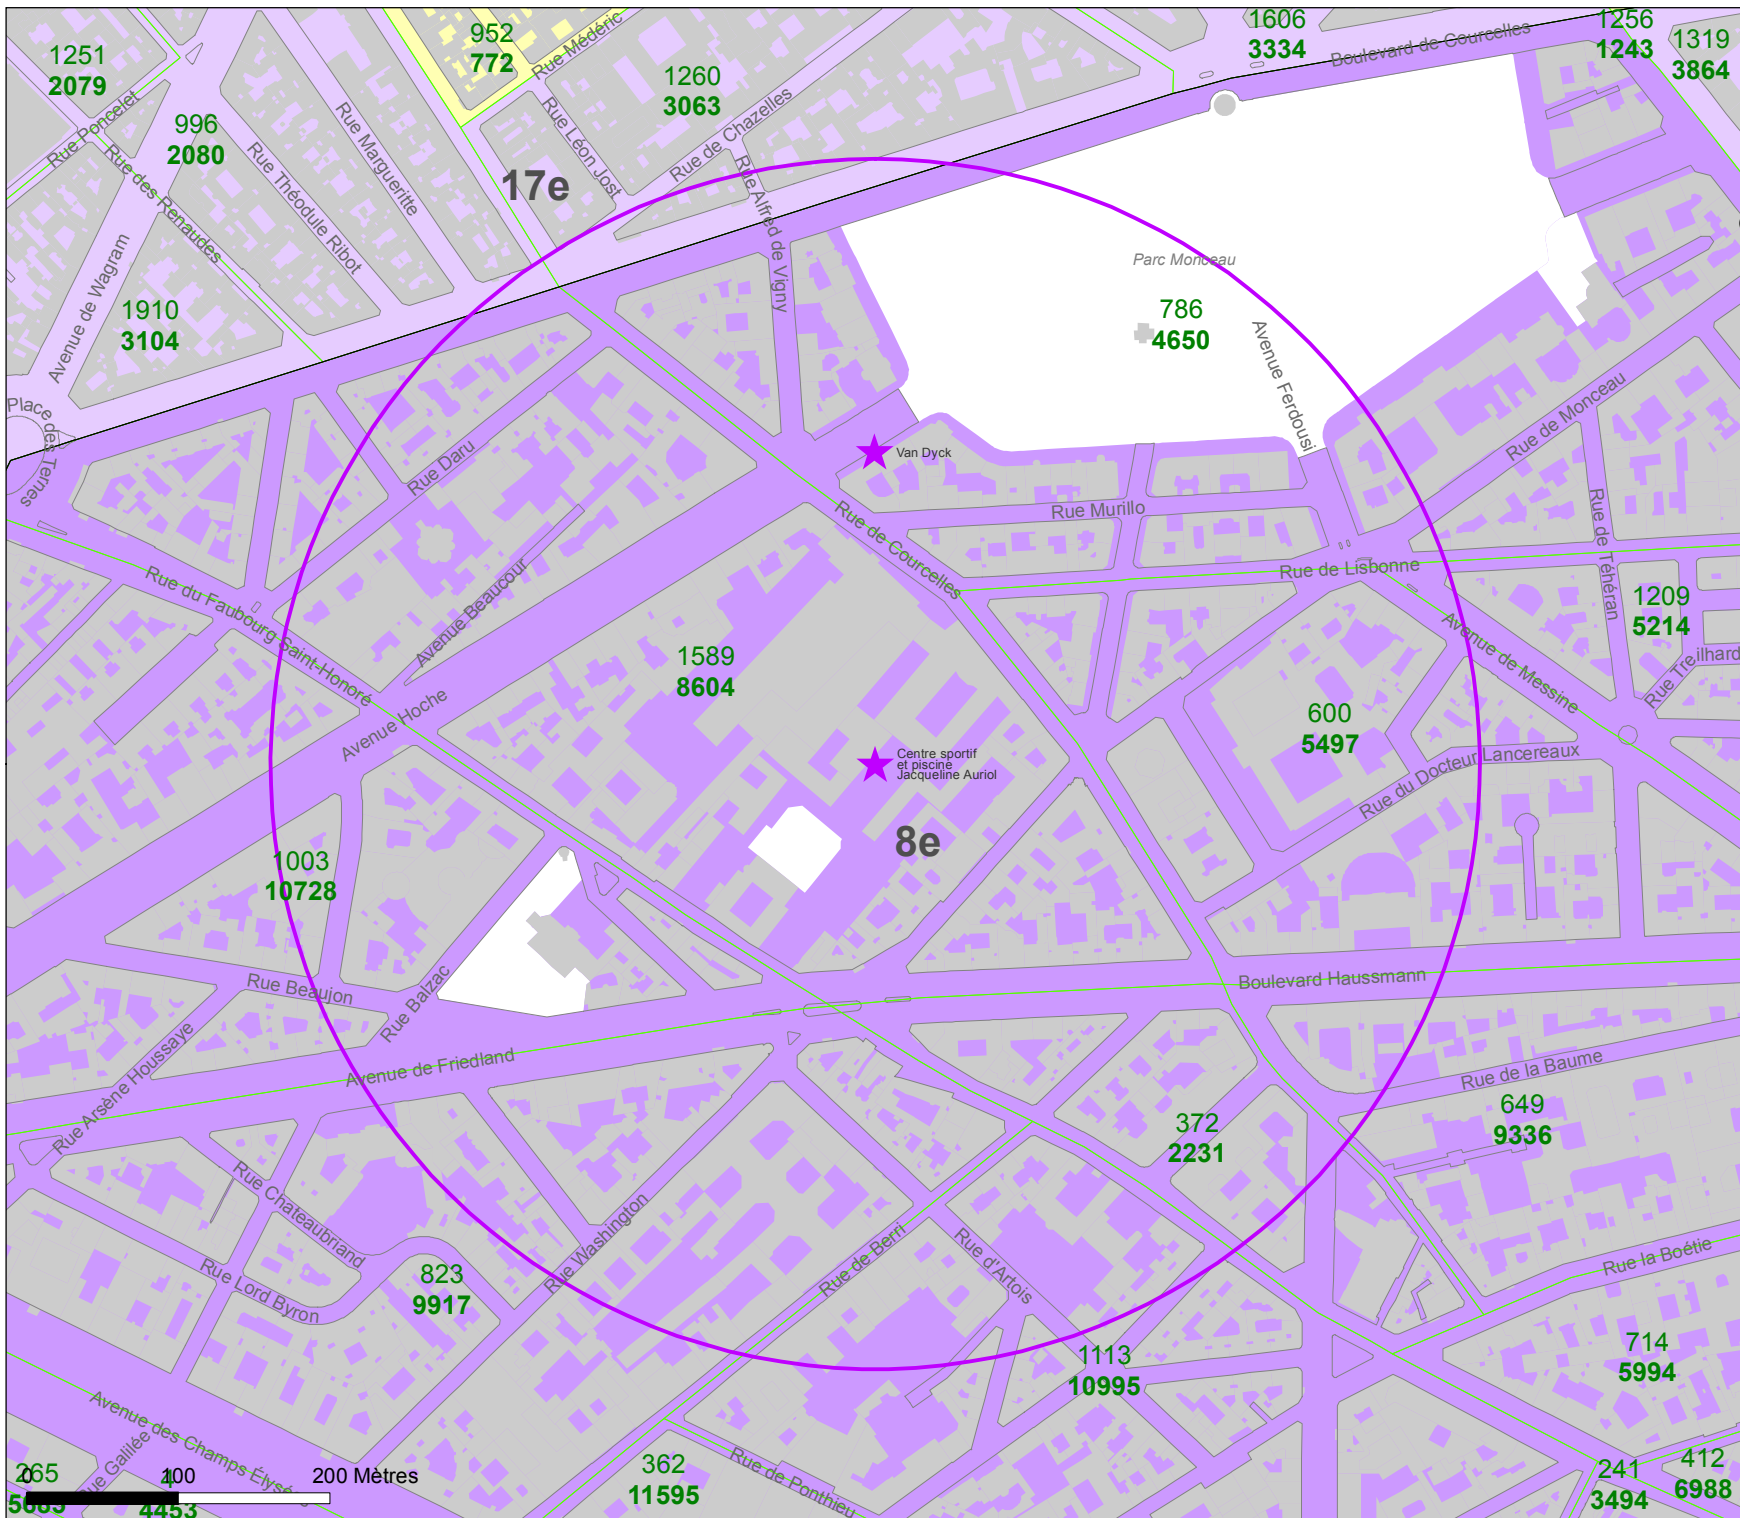 952
772
Rue Médéric
1606
3334
Boulevard de Courcelles
1256
1243
1319
3864
1251
2079
1260
3063
Rue Poncelet
996
2080
Rue Margueritte
Rue Léon Jost
Rue de Chazelles
Rue des Renaudes
Rue Théodule Ribot
17e
Rue Alfred de Vigny
Avenue de Wagram
Parc Monceau
1910
3104
786
4650
Avenue Ferdousi
Place des Ternes
Rue Daru
Van Dyck
Rue de Monceau
Rue Murillo
Rue de Courcelles
Rue de Téhéran
Rue de Lisbonne
Rue du Faubourg Saint-Honoré
Avenue Beaucour
1209
5214
Avenue de Messine
Rue Treilhard
1589
8604
600
5497
Avenue Hoche
Centre sportif
et piscine
Jacqueline Auriol
Rue du Docteur Lancereaux
8e
1003
10728
Rue Beaujon
Rue Balzac
Boulevard Haussmann
Rue Arsène Houssaye
Avenue de Friedland
Rue de la Baume
649
9336
372
2231
Rue Chateaubriand
Rue Washington
Rue de Berri
Rue d'Artois
Rue la Boétie
Rue Lord Byron
823
9917
714
5994
1113
10995
Avenue des Champs Élysé
Rue Galilée
362
11595
Rue de Ponthieu
265
4453
241
3494
412
6988
0 100 200 Mètres